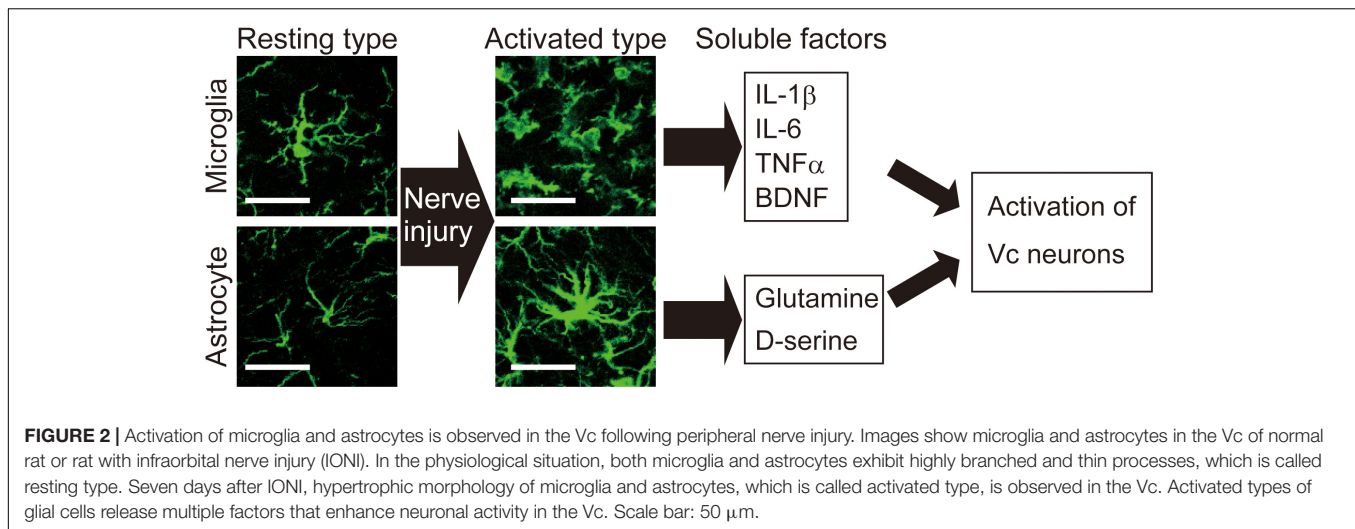 Resting type
Activated type
Soluble factors
Microglia
Astrocyte
Nerve
injury
IL-1β
IL-6
TNFα
BDNF
Glutamine
D-serine
Activation of
Vc neurons
FIGURE 2 | Activation of microglia and astrocytes is observed in the Vc following peripheral nerve injury. Images show microglia and astrocytes in the Vc of normal
rat or rat with infraorbital nerve injury (IONI). In the physiological situation, both microglia and astrocytes exhibit highly branched and thin processes, which is called
resting type. Seven days after IONI, hypertrophic morphology of microglia and astrocytes, which is called activated type, is observed in the Vc. Activated types of
glial cells release multiple factors that enhance neuronal activity in the Vc. Scale bar: 50 μm.